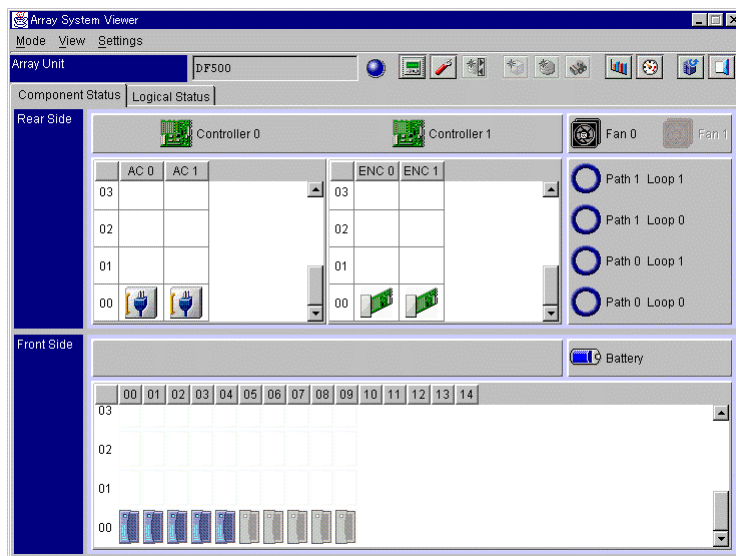 Array System Viewer
Mode View Settings
Array Unit DF500
Component Status Logical Status
Rear Side
Controller 0 Controller 1 Fan 0 Fan 1
AC 0 AC 1
03
02
01
00
ENC 0 ENC 1
03
02
01
00
Path 1 Loop 1
Path 1 Loop 0
Path 0 Loop 1
Path 0 Loop 0
Front Side
Battery
00 01 02 03 04 05 06 07 08 09 10 11 12 13 14
03
02
01
00